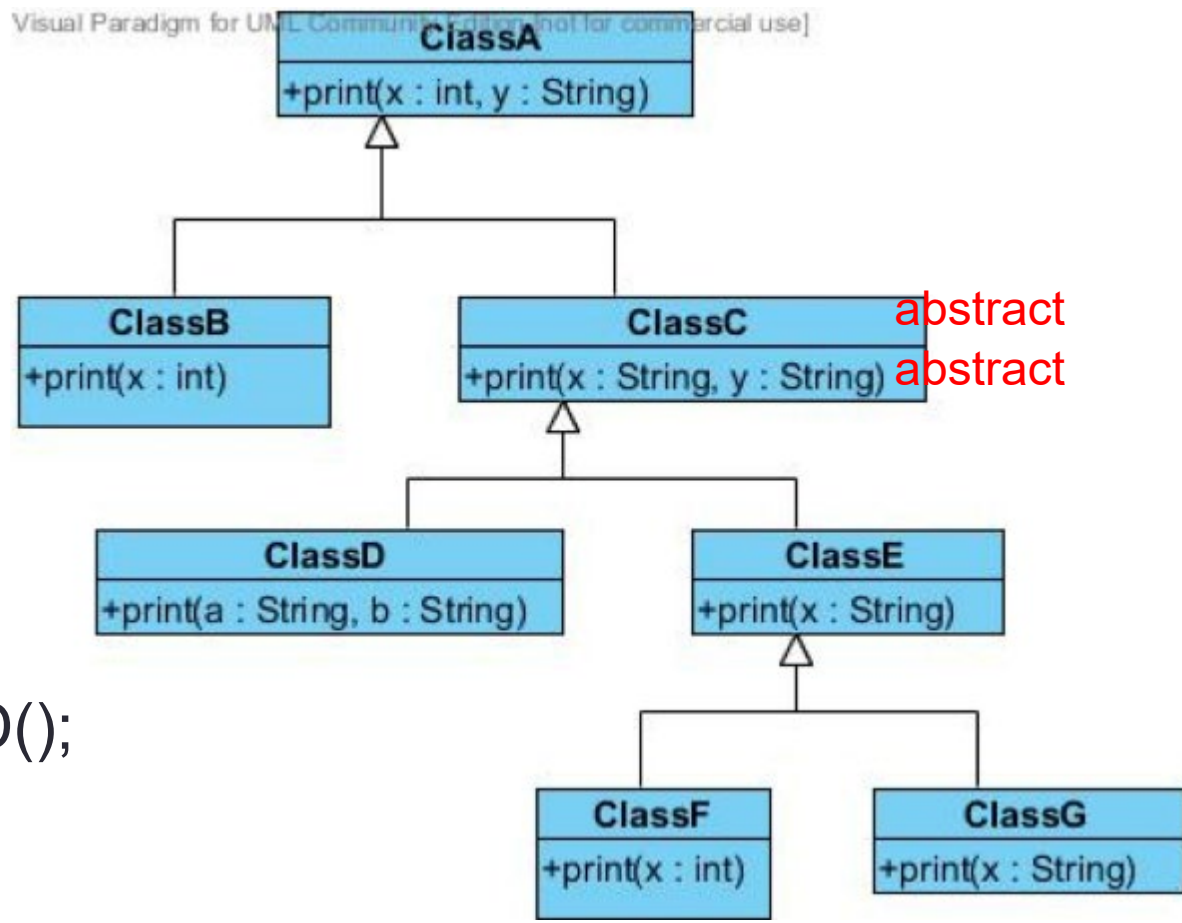 Visual Paradigm for UML Community Edition [not for commercial use]
ClassA
+print(x : int, y : String)
ClassB
+print(x : int)
ClassC
abstract
+print(x : String, y : String)
abstract
ClassD
+print(a : String, b : String)
ClassE
+print(x : String)
();
ClassF
+print(x : int)
ClassG
+print(x : String)